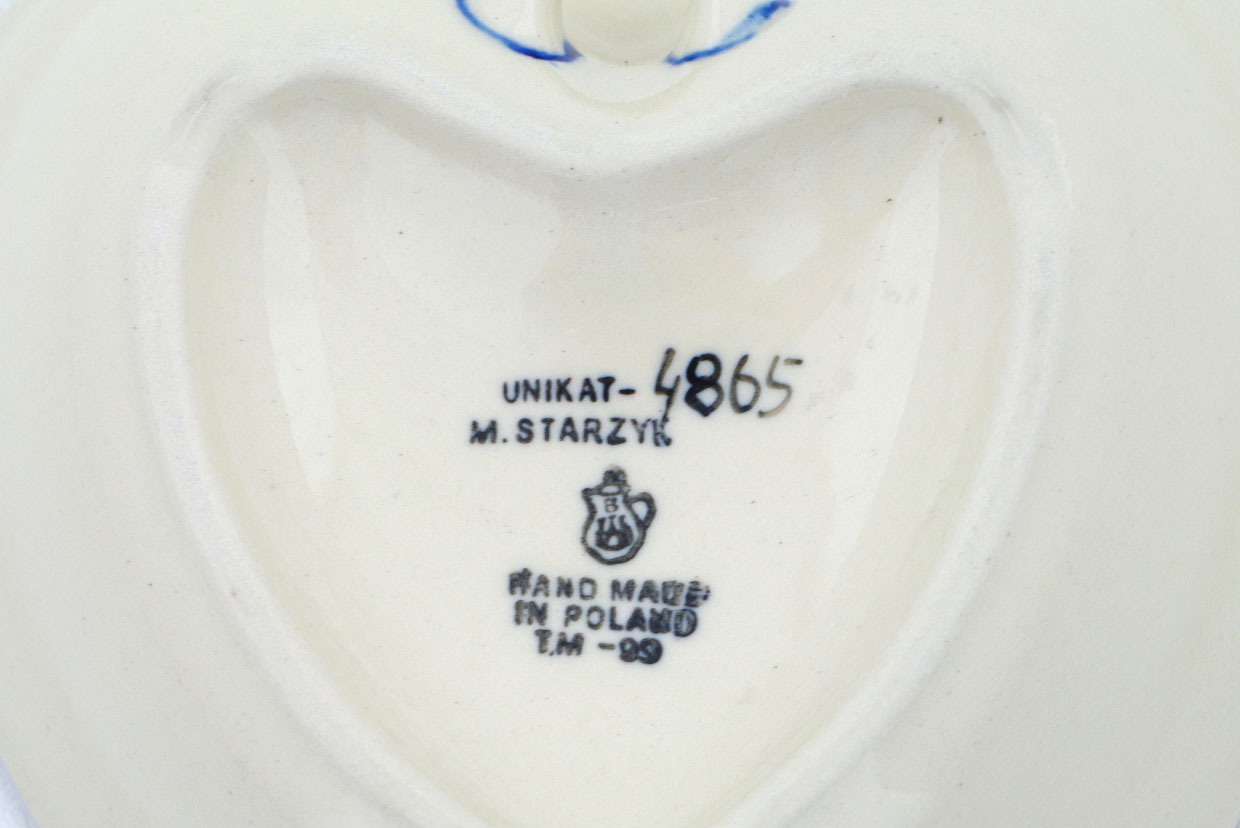 UNIKAT- 4865
M. STARZYK
B
HAND MADE
IN POLAND
T.M -99